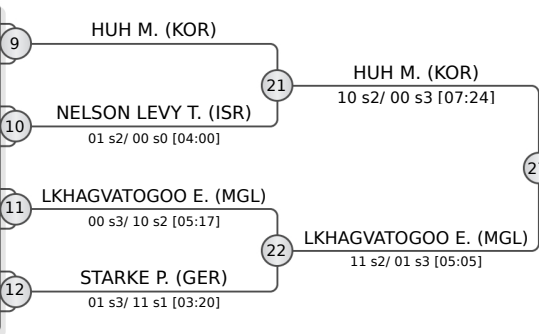 HUH M. (KOR)
9
HUH M. (KOR)
21
10 s2/ 00 s3 [07:24]
NELSON LEVY T. (ISR)
10
01 s2/ 00 s0 [04:00]
LKHAGVATOGOO E. (MGL)
11
00 s3/ 10 s2 [05:17]
LKHAGVATOGOO E. (MGL)
22
11 s2/ 01 s3 [05:05]
STARKE P. (GER)
12
01 s3/ 11 s1 [03:20]